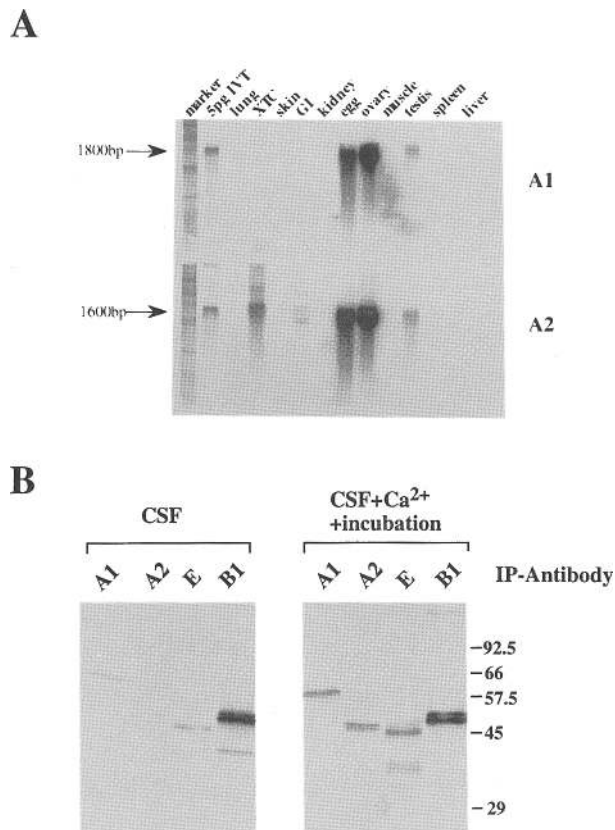 A
marker 5pg IVT lung XTC skin GI kidney egg ovary muscle testis spleen liver
1800bp
A1
1600bp
A2
B
CSF
CSF+Ca2+
+incubation
A1 A2 E B1 A1 A2 E B1 IP-Antibody
-92.5
-66
-57.5
-45
-29